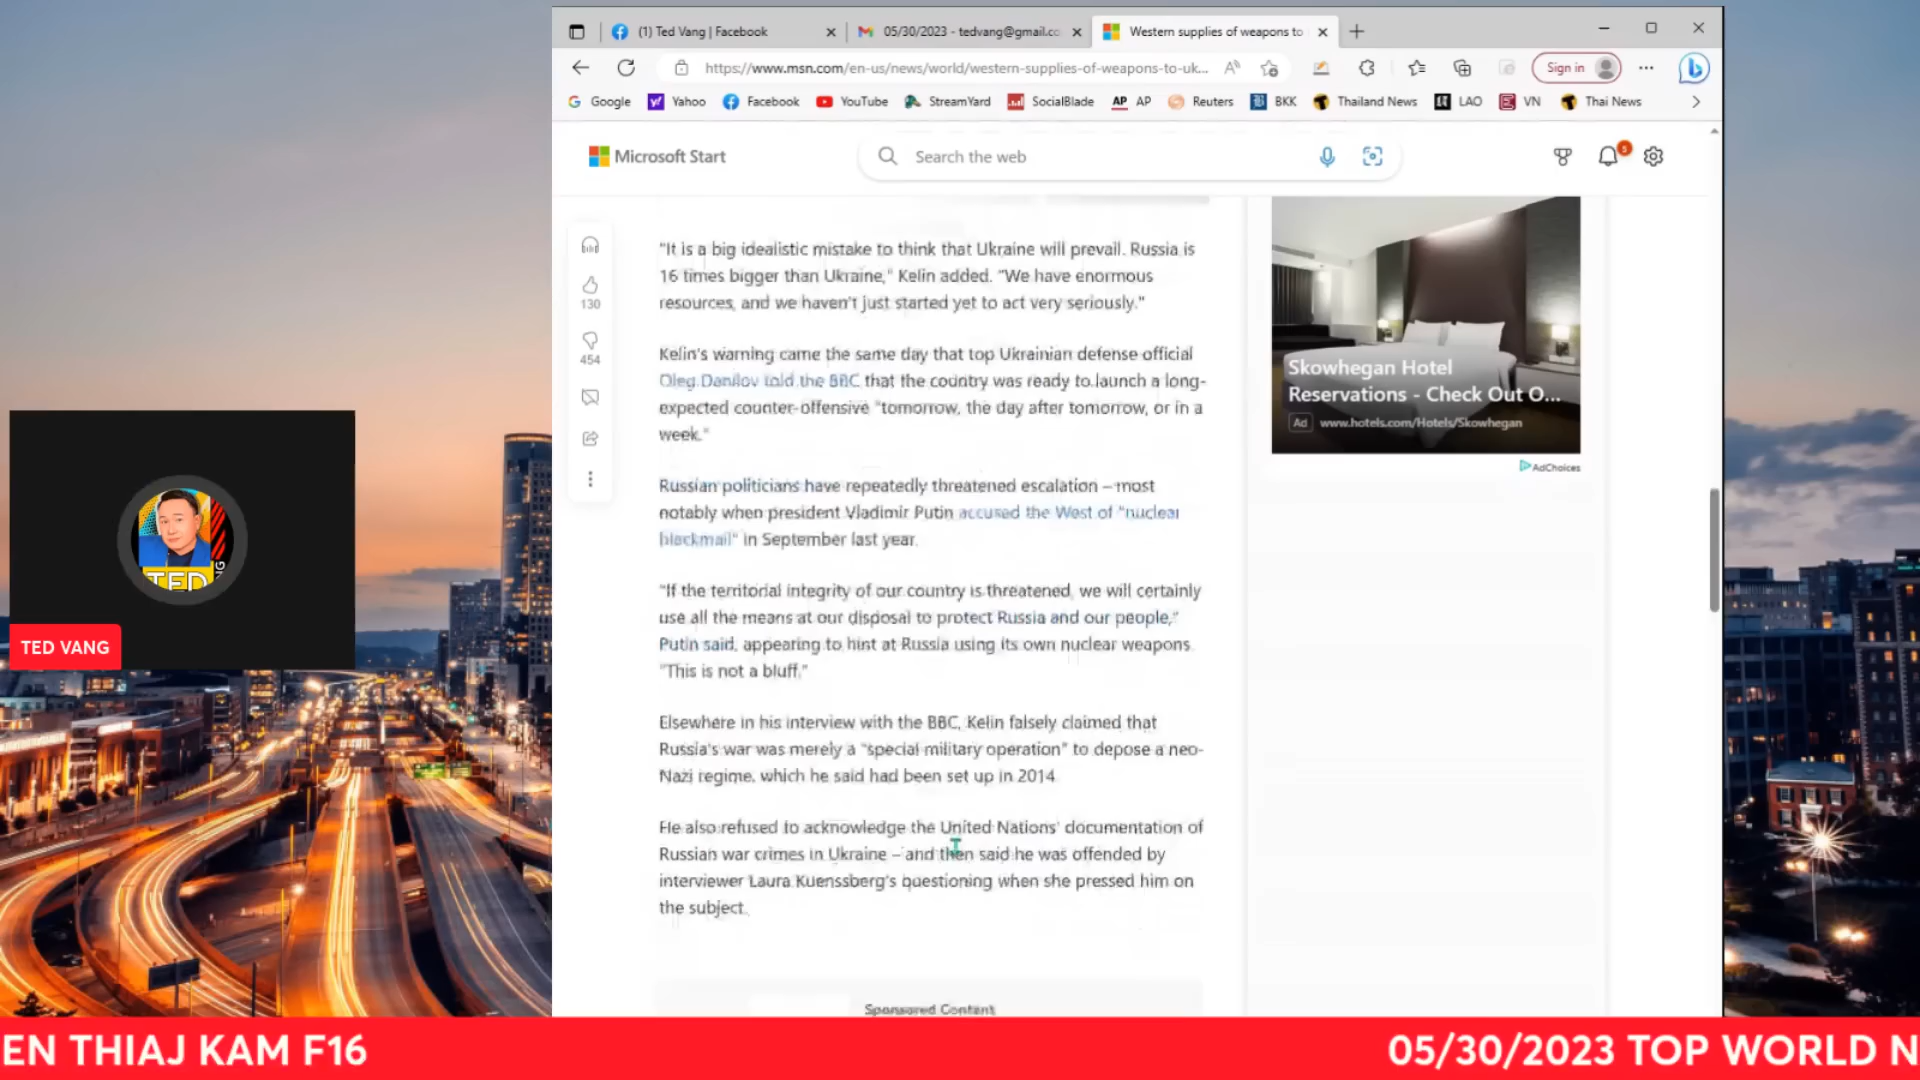 (1) Ted Vang | Facebook
05/30/2023 - tedvang@gmail.co
Western supplies of weapons to
https://www.msn.com/en-us/news/world/western-supplies-of-weapons-to-uk...
Sign in
Google
Yahoo
Facebook
YouTube
StreamYard
SocialBlade
AP AP
Reuters
BKK
Thailand News
LAO
VN
Thai News
Microsoft Start
Search the web
5
130
454
"It is a big idealistic mistake to think that Ukraine will prevail. Russia is
16 times bigger than Ukraine," Kelin added. "We have enormous
resources, and we haven't just started yet to act very seriously."
Kelin's warning came the same day that top Ukrainian defense official
Oleg Danilov told the BBC that the country was ready to launch a long-
expected counter-offensive "tomorrow, the day after tomorrow, or in a
week."
Russian politicians have repeatedly threatened escalation – most
notably when president Vladimir Putin accused the West of "nuclear
blackmail" in September last year.
"If the territorial integrity of our country is threatened, we will certainly
use all the means at our disposal to protect Russia and our people,"
Putin said, appearing to hint at Russia using its own nuclear weapons.
"This is not a bluff."
Elsewhere in his interview with the BBC, Kelin falsely claimed that
Russia's war was merely a "special military operation" to depose a neo-
Nazi regime, which he said had been set up in 2014.
He also refused to acknowledge the United Nations' documentation of
Russian war crimes in Ukraine – and then said he was offended by
interviewer Laura Kuenssberg's questioning when she pressed him on
the subject.
Sponsored Content
Skowhegan Hotel
Reservations - Check Out O...
Ad www.hotels.com/Hotels/Skowhegan
AdChoices
TED
TED VANG
EN THIAJ KAM F16
05/30/2023 TOP WORLD N